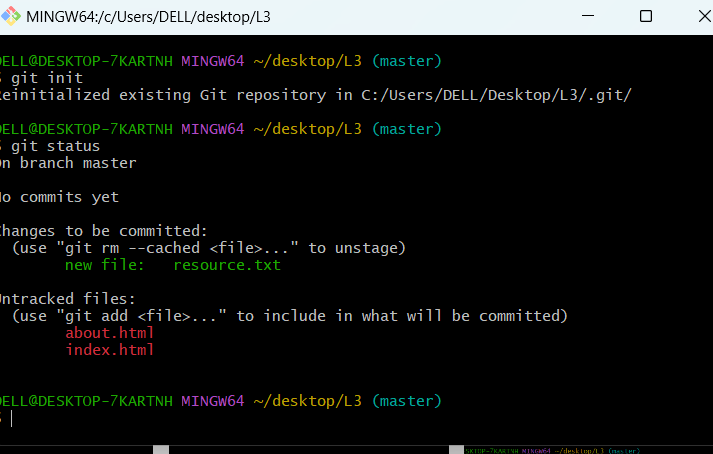 MINGW64:/c/Users/DELL/desktop/L3
DELL@DESKTOP-7KARTNH MINGW64 ~/desktop/L3 (master)
$ git init
Reinitialized existing Git repository in C:/Users/DELL/Desktop/L3/.git/
DELL@DESKTOP-7KARTNH MINGW64 ~/desktop/L3 (master)
$ git status
On branch master
No commits yet
Changes to be committed:
(use "git rm --cached <file>..." to unstage)
new file: resource.txt
Untracked files:
(use "git add <file>..." to include in what will be committed)
about.html
index.html
DELL@DESKTOP-7KARTNH MINGW64 ~/desktop/L3 (master)
$
SKTOP-7KARTNH MINGW64 ~/desktop/L3 (master)